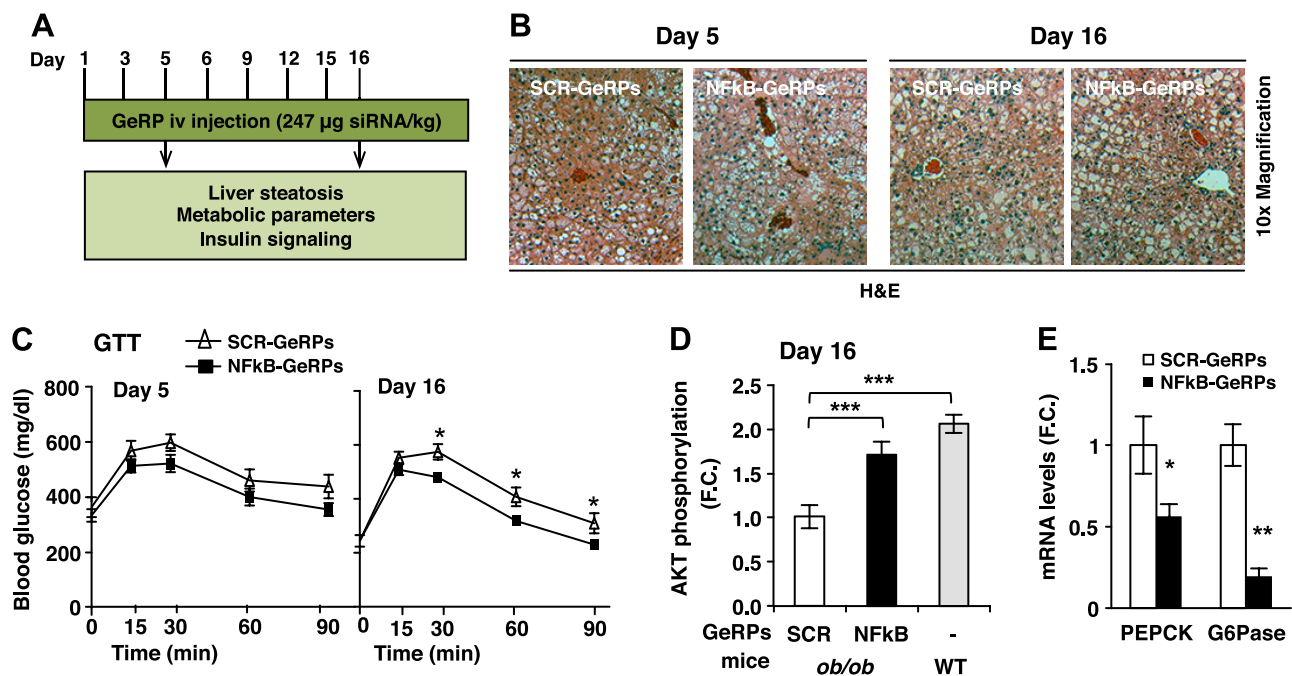 A
Day 1 3 5 6 9 12 15 16
GeRP iv injection (247 µg siRNA/kg)
Liver steatosis
Metabolic parameters
Insulin signaling
B
Day 5 Day 16
SCR-GeRPs NFkB-GeRPs SCR-GeRPs NFkB-GeRPs
10x Magnification
H&E
C
GTT
SCR-GeRPs
NFkB-GeRPs
Blood glucose (mg/dl)
800
600
400
200
0
Day 5
Day 16
* * *
0 15 30 60 90 0 15 30 60 90
Time (min) Time (min)
D
Day 16
AKT phosphorylation
(F.C.)
2.5
2.0
1.5
1.0
0.5
0.0
***
***
GeRPs SCR NFkB -
mice ob/ob WT
E
SCR-GeRPs
NFkB-GeRPs
mRNA levels (F.C.)
1.5
1
0.5
0
*
**
PEPCK G6Pase